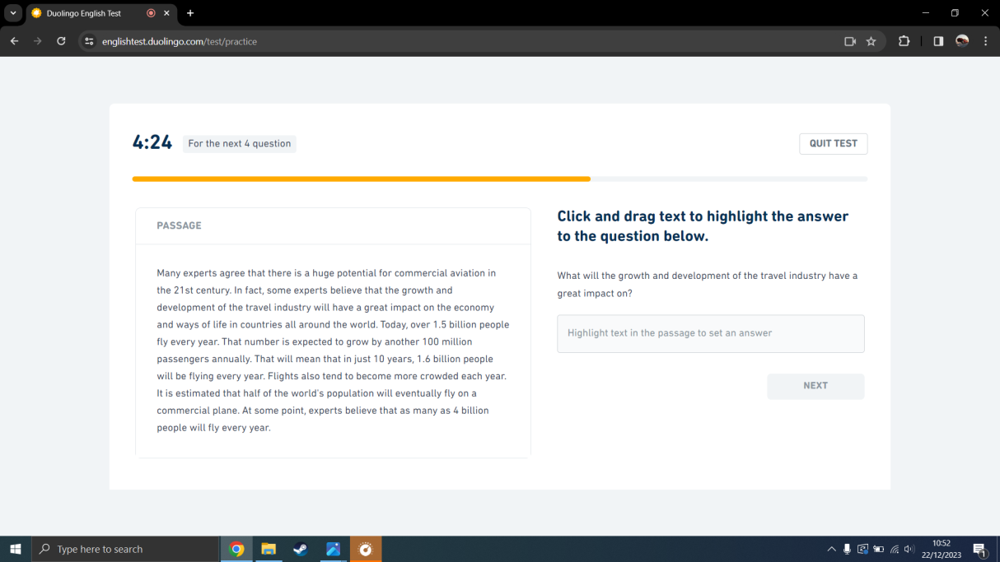 Duolingo English Test
englishtest.duolingo.com/test/practice
4:24
For the next 4 question
QUIT TEST
PASSAGE
Many experts agree that there is a huge potential for commercial aviation in
the 21st century. In fact, some experts believe that the growth and
development of the travel industry will have a great impact on the economy
and ways of life in countries all around the world. Today, over 1.5 billion people
fly every year. That number is expected to grow by another 100 million
passengers annually. That will mean that in just 10 years, 1.6 billion people
will be flying every year. Flights also tend to become more crowded each year.
It is estimated that half of the world's population will eventually fly on a
commercial plane. At some point, experts believe that as many as 4 billion
people will fly every year.
Click and drag text to highlight the answer
to the question below.
What will the growth and development of the travel industry have a
great impact on?
Highlight text in the passage to set an answer
NEXT
Type here to search
10:52
22/12/2023
1